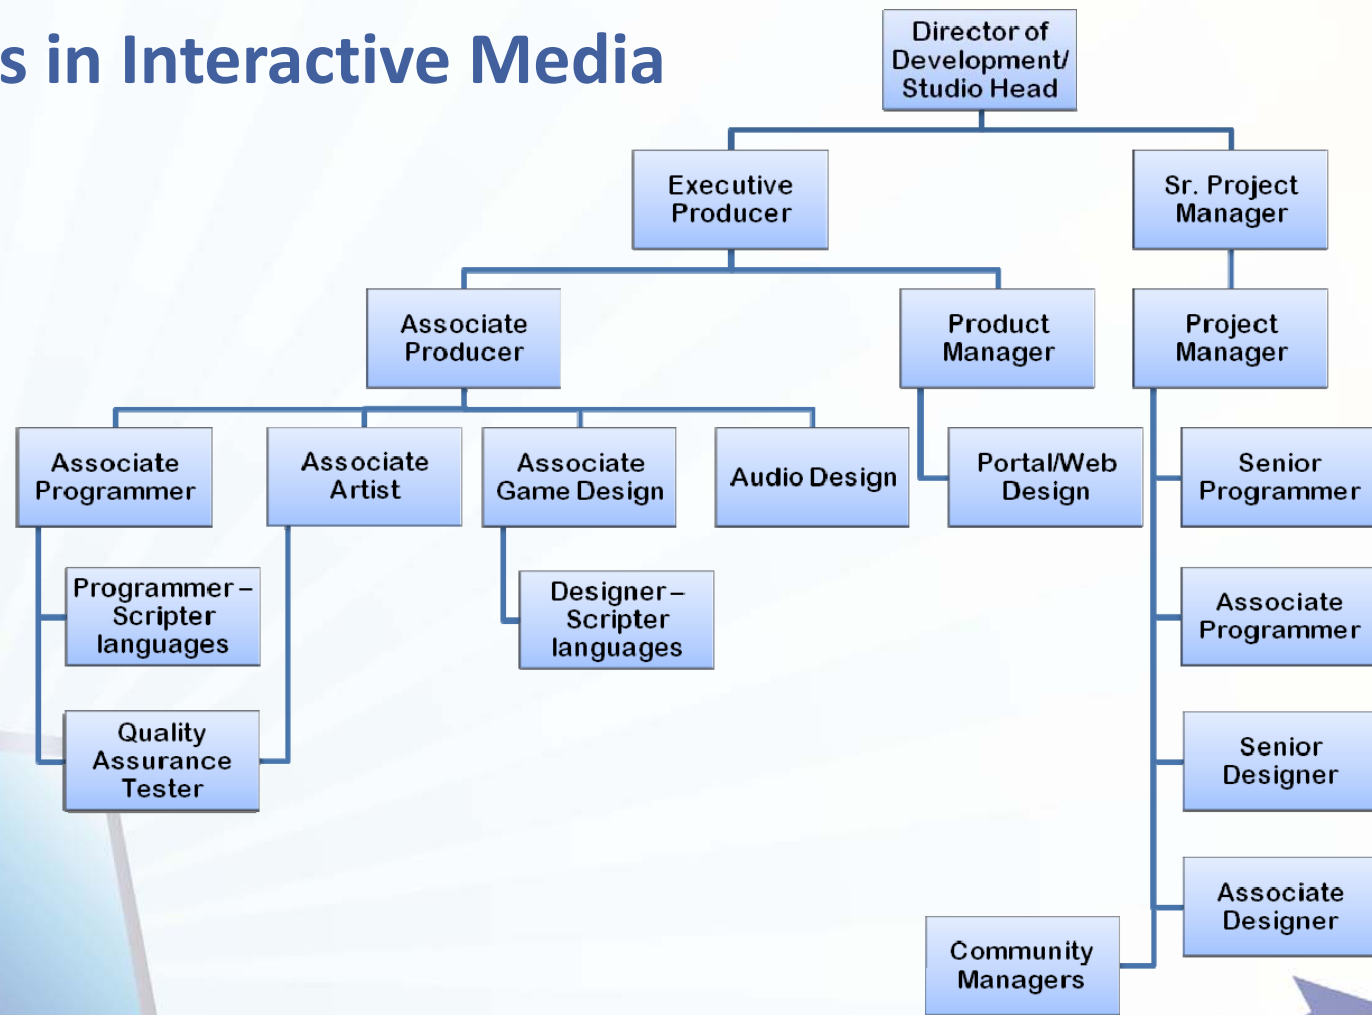 s in Interactive Media
Director of
Development/
Studio Head
Executive
Producer
Sr. Project
Manager
Associate
Producer
Product
Manager
Project
Manager
Associate
Programmer
Associate
Artist
Associate
Game Design
Audio Design
Portal/Web
Design
Senior
Programmer
Programmer –
Scripter
languages
Designer –
Scripter
languages
Associate
Programmer
Quality
Assurance
Tester
Senior
Designer
Associate
Designer
Community
Managers